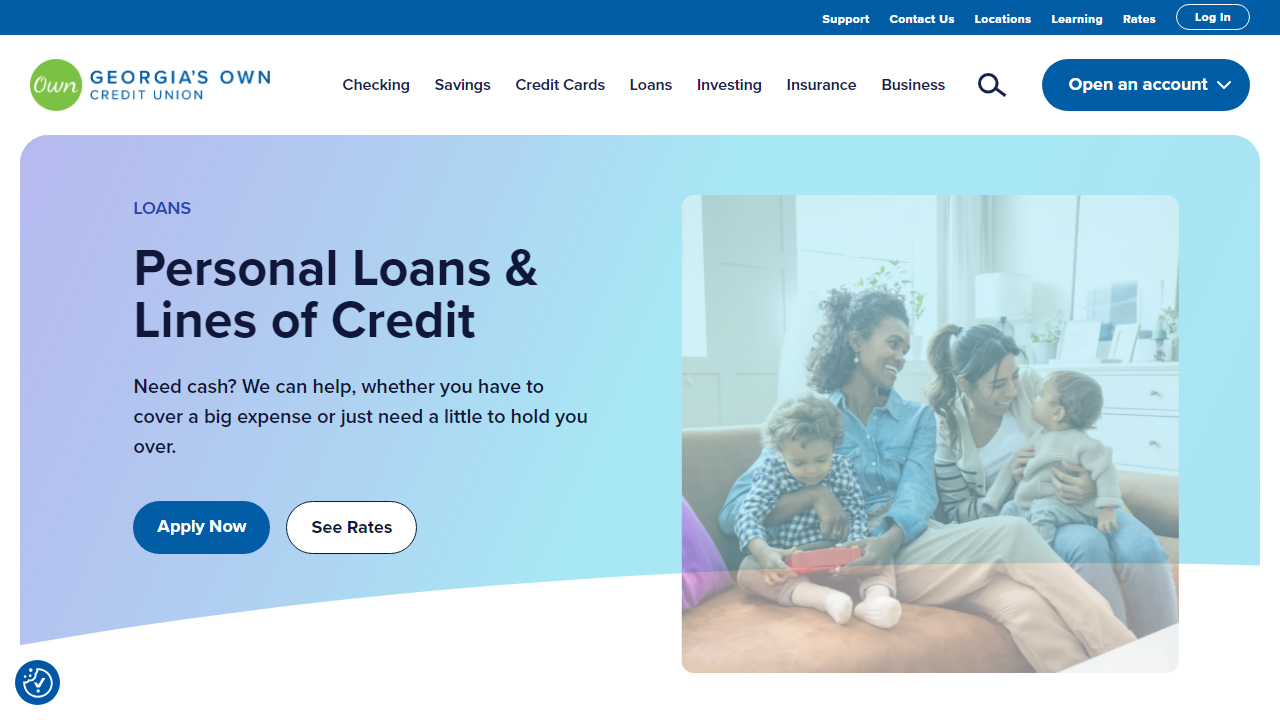 Support Contact Us Locations Learning Rates Log In
Own GEORGIA'S OWN
CREDIT UNION
Checking Savings Credit Cards Loans Investing Insurance Business
Open an account
LOANS
Personal Loans &
Lines of Credit
Need cash? We can help, whether you have to
cover a big expense or just need a little to hold you
over.
Apply Now See Rates